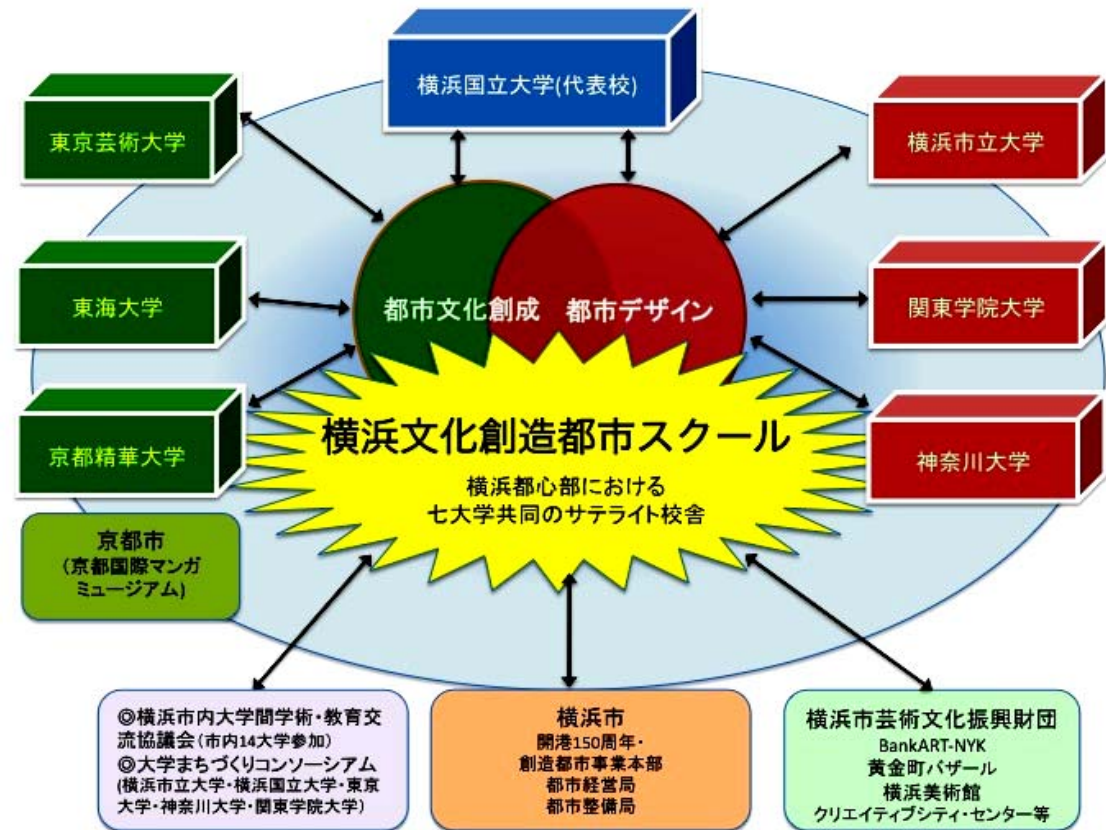 横浜国立大学(代表校)
東京芸術大学
横浜市立大学
東海大学
都市文化創成
都市デザイン
関東学院大学
京都精華大学
横浜文化創造都市スクール
横浜都心部における
七大学共同のサテライト校舎
神奈川大学
京都市
(京都国際マンガ
ミュージアム)
◎横浜市内大学間学術・教育交
流協議会(市内14大学参加)
◎大学まちづくりコンソーシアム
(横浜市立大学・横浜国立大学・東京
大学・神奈川大学・関東学院大学)
横浜市
開港150周年・
創造都市事業本部
都市経営局
都市整備局
横浜市芸術文化振興財団
BankART-NYK
黄金町バザール
横浜美術館
クリエイティブシティ・センター等